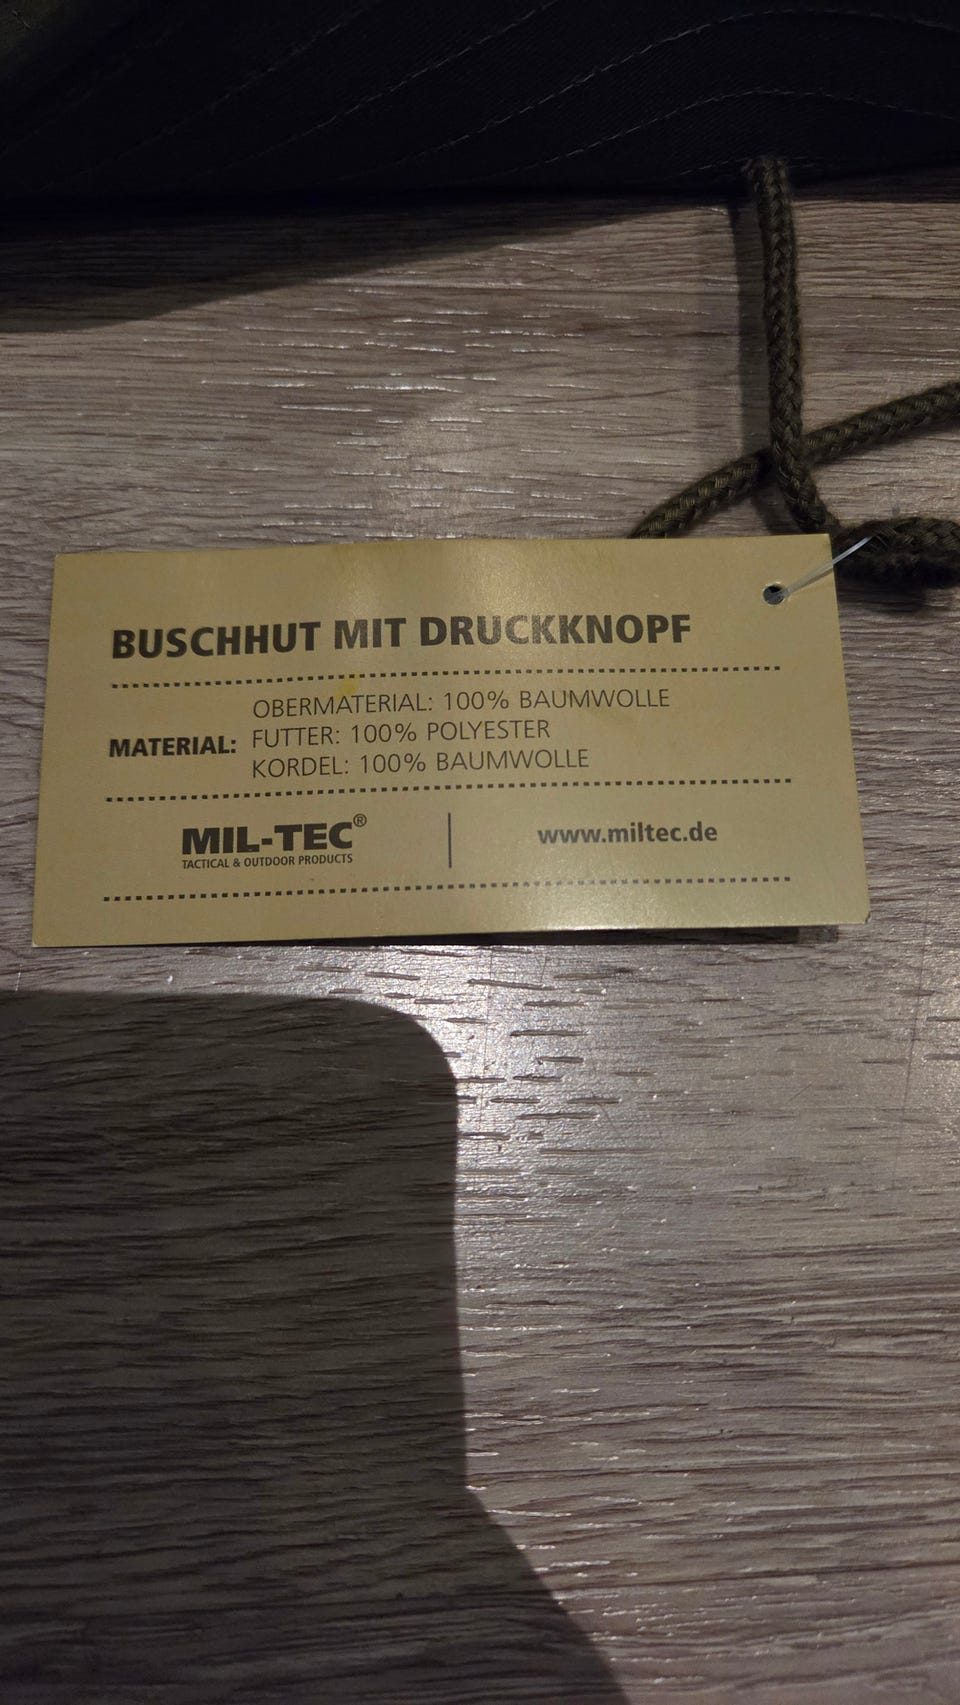 BUSCHHUT MIT DRUCKKNOPF
MATERIAL:
OBERMATERIAL: 100% BAUMWOLLE
FUTTER: 100% POLYESTER
KORDEL: 100% BAUMWOLLE
MIL-TEC®
TACTICAL & OUTDOOR PRODUCTS
www.miltec.de